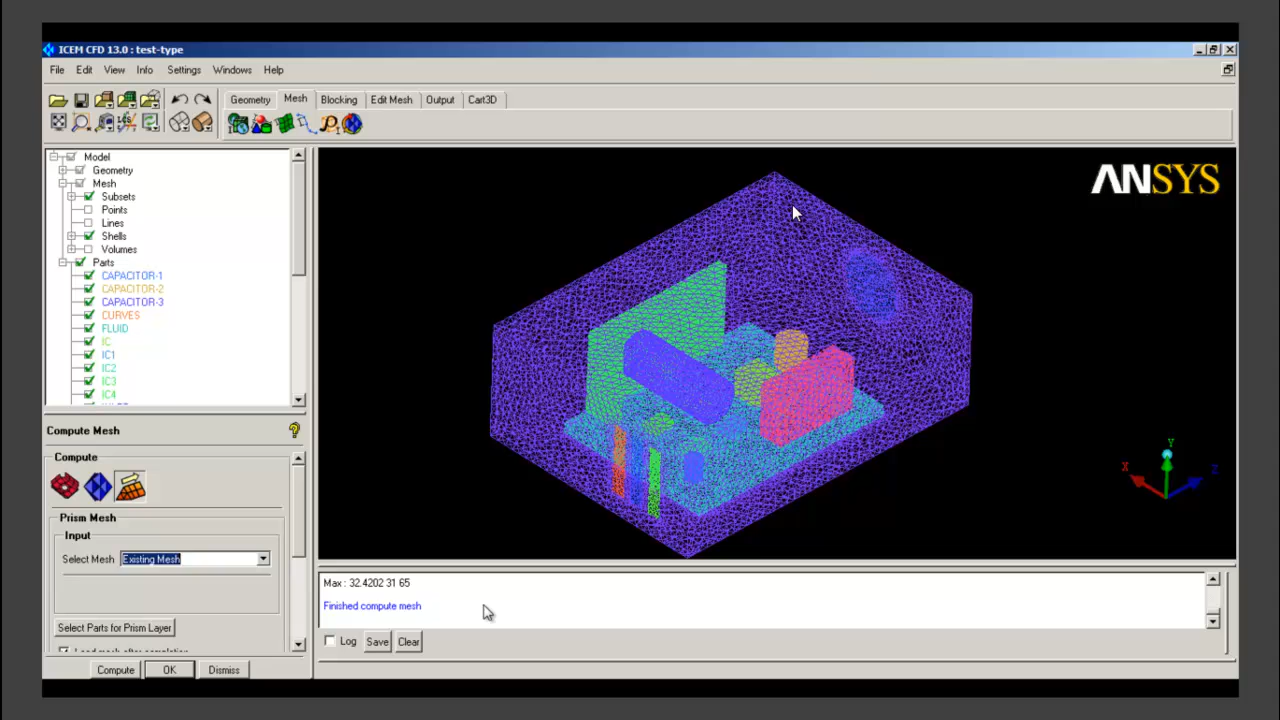 ICEM CFD 13.0 : test-type
File Edit View Info Settings Windows Help
Geometry Mesh Blocking Edit Mesh Output Cart3D
Model
Geometry
Mesh
Subsets
Points
Lines
Shells
Volumes
Parts
CAPACITOR-1
CAPACITOR-2
CAPACITOR-3
CURVES
FLUID
IC
IC1
IC2
IC3
IC4
ANSYS
X
Y
Z
Compute Mesh
Compute
Prism Mesh
Input
Select Mesh Existing Mesh
Select Parts for Prism Layer
Compute OK Dismiss
Max : 32.4202 31 65
Finished compute mesh
Log Save Clear